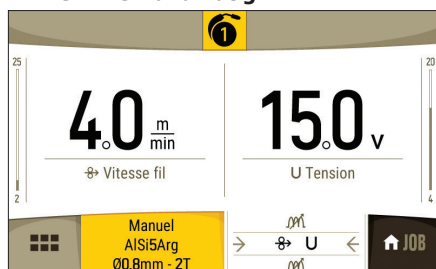 1
25
20
4.0 m/min
15.0 v
Vitesse fil
U Tension
2
4
Manuel
AlSi5Arg
Ø0.8mm - 2T
U
JOB